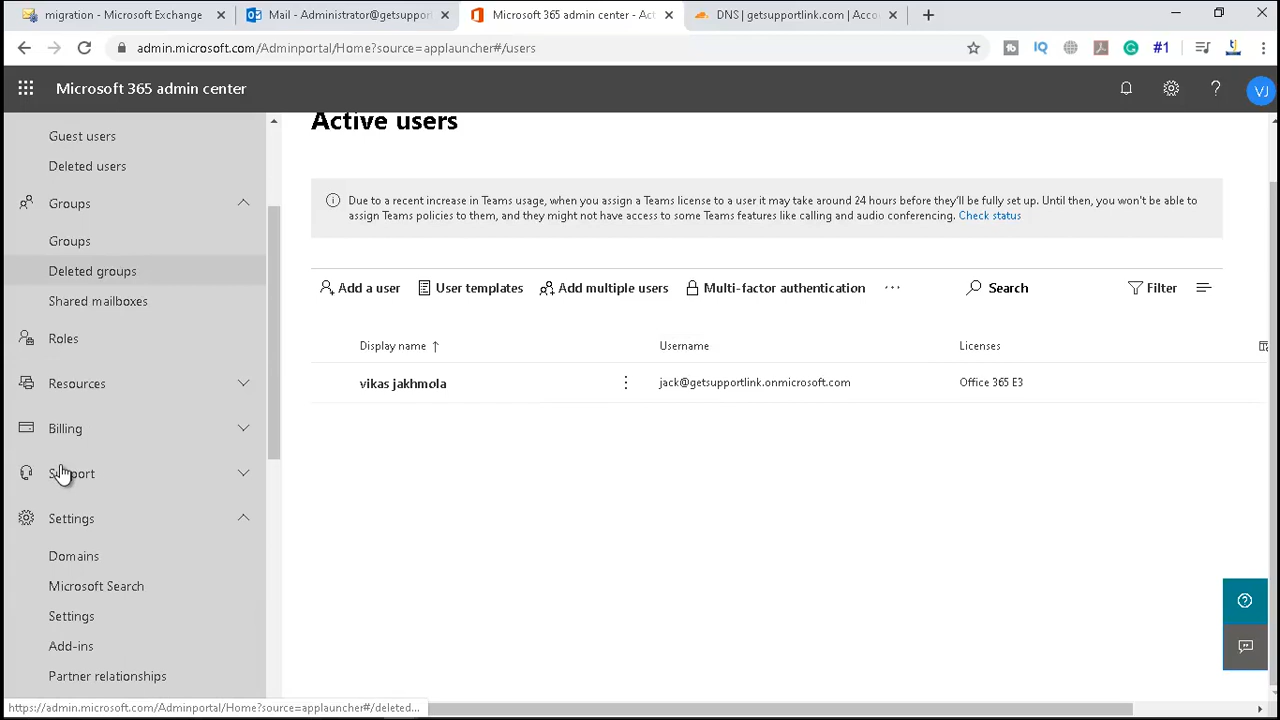 migration - Microsoft Exchange
Mail - Administrator@getsuppor
Microsoft 365 admin center - Act
DNS | getsupportlink.com | Acco
admin.microsoft.com/Adminportal/Home?source=applauncher#/users
IQ
#1
Microsoft 365 admin center
VJ
Active users
Guest users
Deleted users
Groups
Groups
Deleted groups
Shared mailboxes
Roles
Resources
Billing
Support
Settings
Domains
Microsoft Search
Settings
Add-ins
Partner relationships
Due to a recent increase in Teams usage, when you assign a Teams license to a user it may take around 24 hours before they'll be fully set up. Until then, you won't be able to
assign Teams policies to them, and they might not have access to some Teams features like calling and audio conferencing. Check status
Add a user User templates Add multiple users Multi-factor authentication ... Search Filter
Display name ↑ Username Licenses
vikas jakhmola jack@getsupportlink.onmicrosoft.com Office 365 E3
https://admin.microsoft.com/Adminportal/Home?source=applauncher#/deleted...